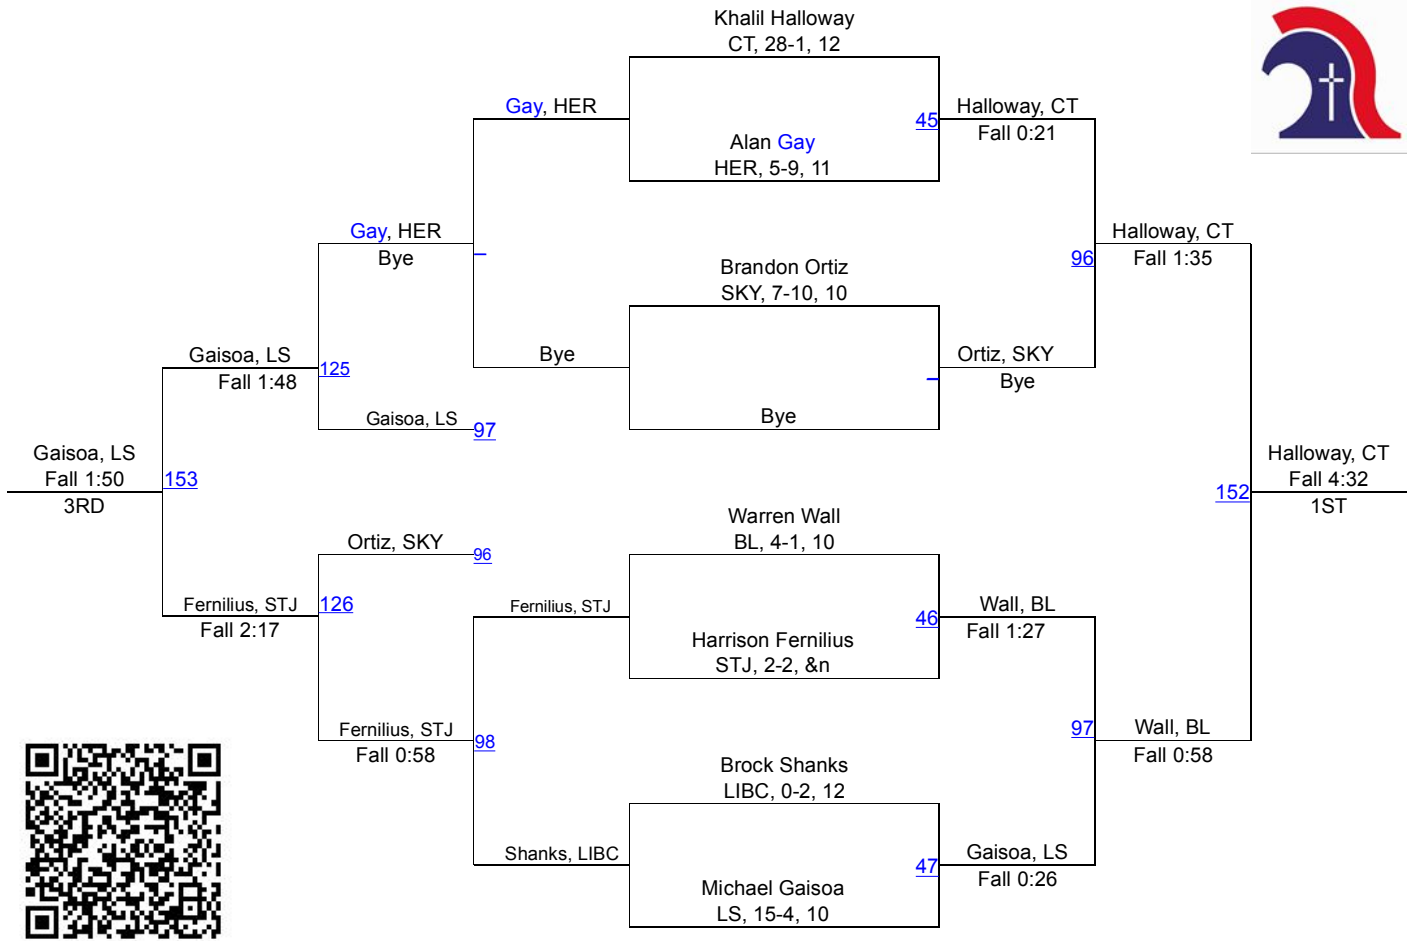 Khalil Halloway
CT, 28-1, 12
Gay, HER
45
Halloway, CT
Fall 0:21
Alan Gay
HER, 5-9, 11
Gay, HER
Bye
Halloway, CT
Fall 1:35
96
Brandon Ortiz
SKY, 7-10, 10
Gaisoa, LS
Fall 1:48
125
Bye
Ortiz, SKY
Bye
Gaisoa, LS
97
Bye
Gaisoa, LS
Fall 1:50
3RD
153
Halloway, CT
Fall 4:32
1ST
152
Warren Wall
BL, 4-1, 10
Ortiz, SKY
96
Fernilius, STJ
Fall 2:17
126
Fernilius, STJ
46
Wall, BL
Fall 1:27
Harrison Fernilius
STJ, 2-2, &n
Fernilius, STJ
Fall 0:58
98
97
Wall, BL
Fall 0:58
Brock Shanks
LIBC, 0-2, 12
Shanks, LIBC
47
Gaisoa, LS
Fall 0:26
Michael Gaisoa
LS, 15-4, 10